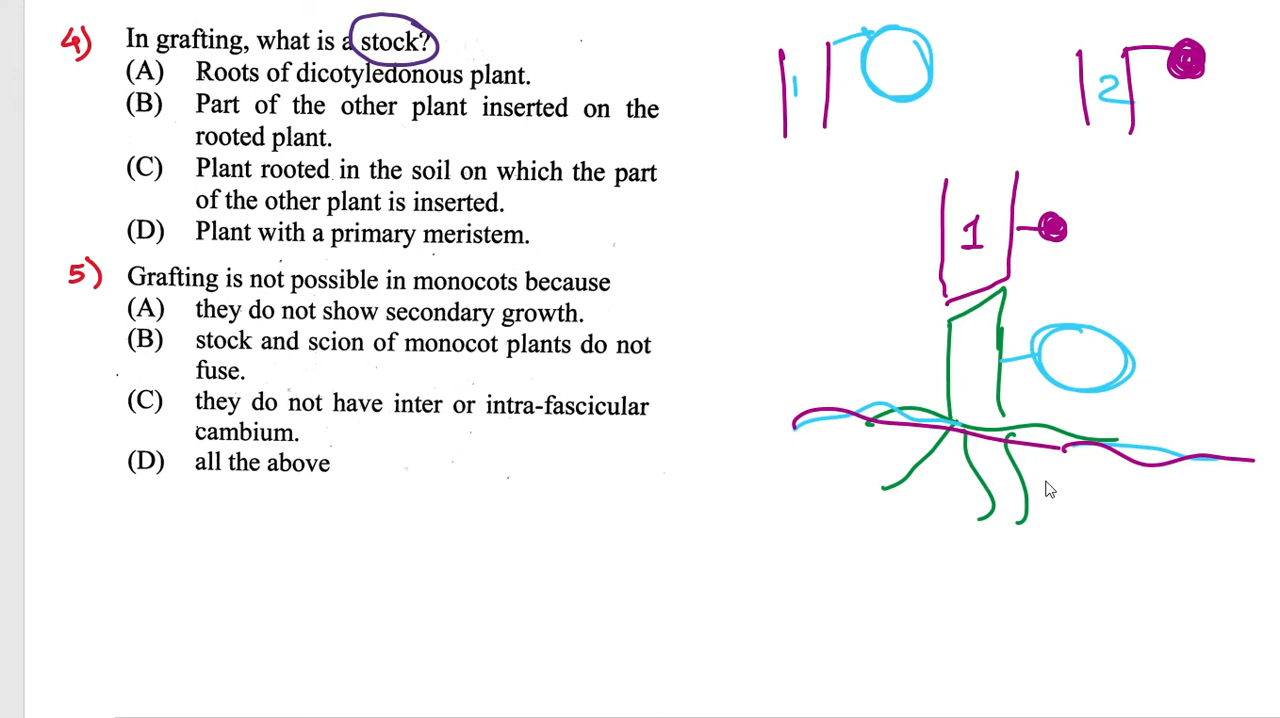 4) In grafting, what is a stock?
(A) Roots of dicotyledonous plant.
(B) Part of the other plant inserted on the
rooted plant.
(C) Plant rooted in the soil on which the part
of the other plant is inserted.
(D) Plant with a primary meristem.
5) Grafting is not possible in monocots because
(A) they do not show secondary growth.
(B) stock and scion of monocot plants do not
fuse.
(C) they do not have inter or intra-fascicular
cambium.
(D) all the above
1
2
1